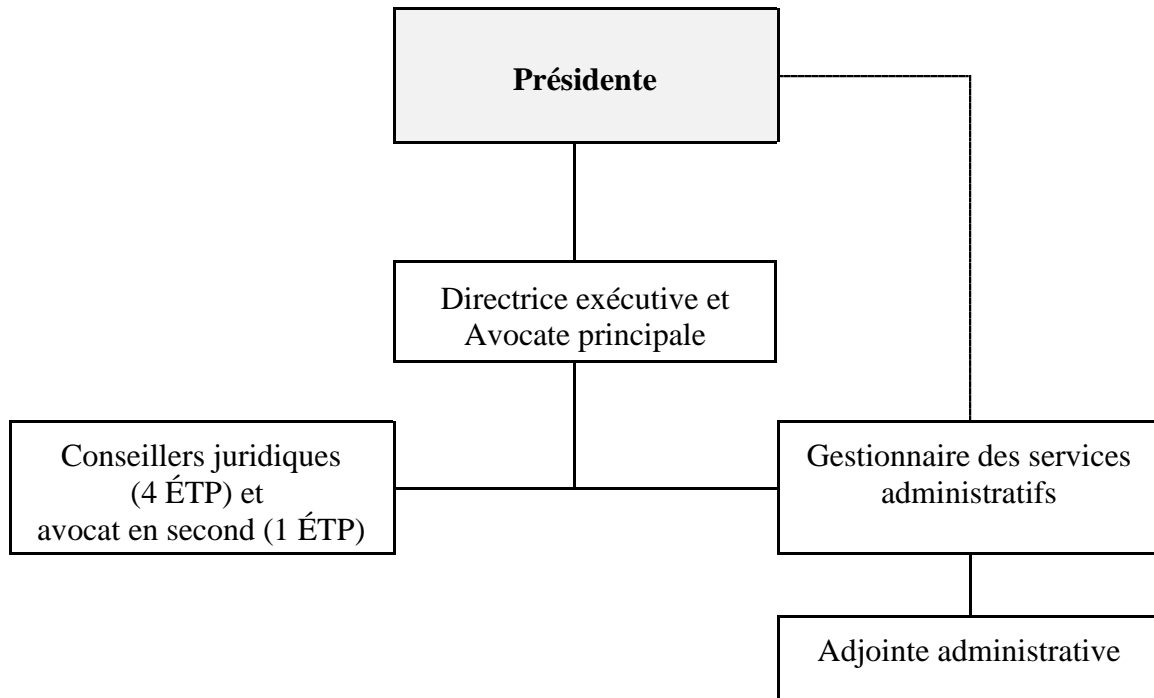 Présidente
Directrice exécutive et
Avocate principale
Conseillers juridiques
(4 ÉTP) et
avocat en second (1 ÉTP)
Gestionnaire des services
administratifs
Adjointe administrative